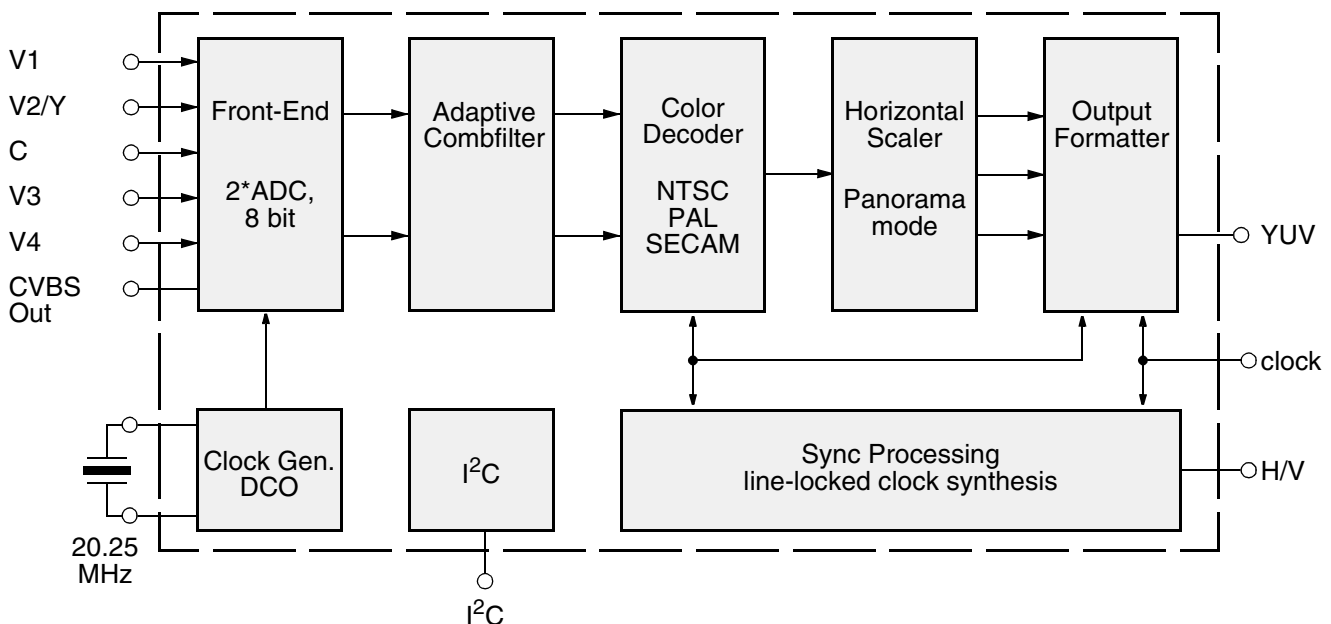 V1
V2/Y
C
V3
V4
CVBS
Out
Front-End
2*ADC,
8 bit
Adaptive
Combfilter
Color
Decoder
NTSC
PAL
SECAM
Horizontal
Scaler
Panorama
mode
Output
Formatter
YUV
clock
H/V
Clock Gen.
DCO
I²C
Sync Processing
line-locked clock synthesis
20.25
MHz
I²C